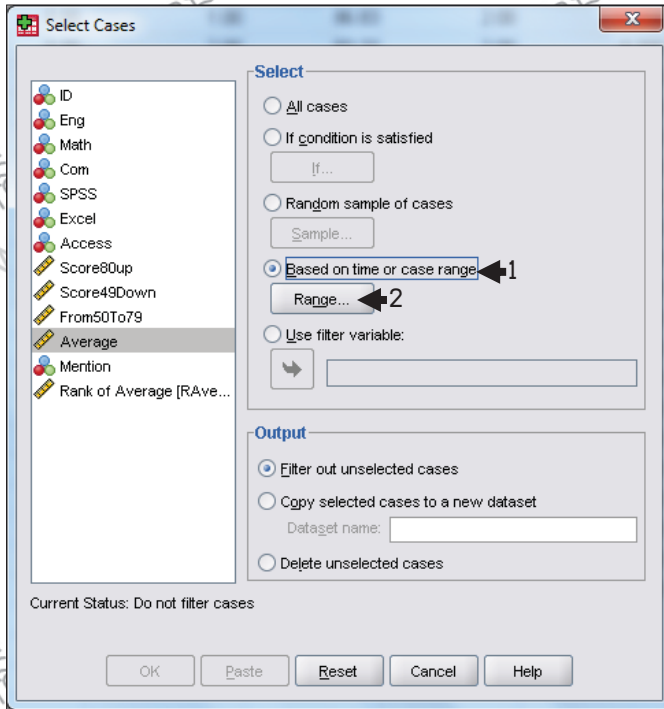 Select Cases
ID
Eng
Math
Com
SPSS
Excel
Access
Score80up
Score49Down
From50To79
Average
Mention
Rank of Average [RAve...
Select
All cases
If condition is satisfied
If...
Random sample of cases
Sample...
Based on time or case range 1
Range... 2
Use filter variable:
Output
Filter out unselected cases
Copy selected cases to a new dataset
Dataset name:
Delete unselected cases
Current Status: Do not filter cases
OK Paste Reset Cancel Help